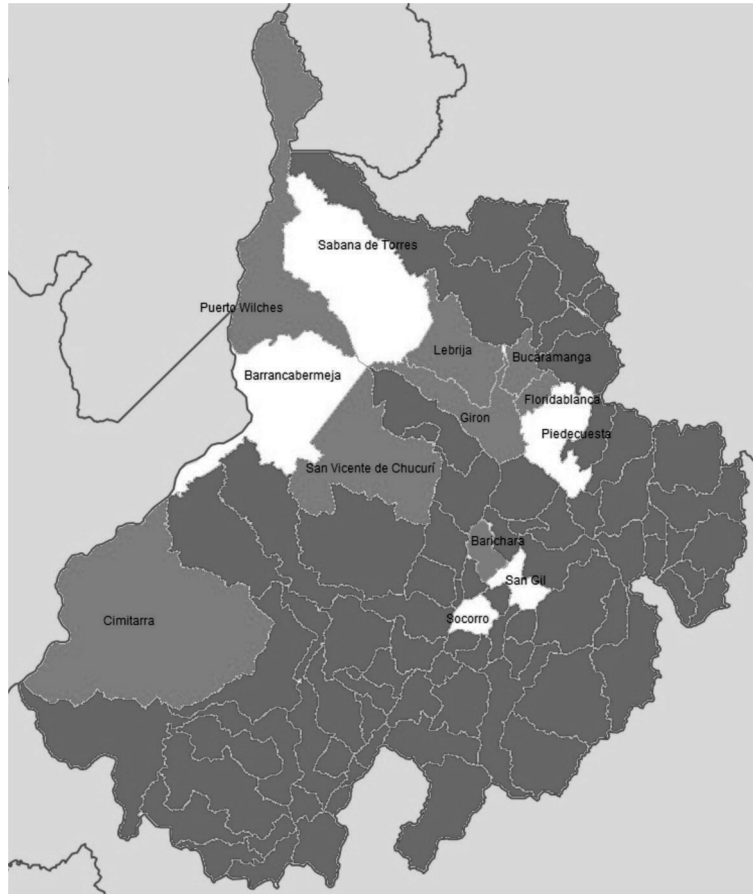 Sabana de Torres
Puerto Wilches
Lebrija
Bucaramanga
Barrancabermeja
Floridablanca
Giron
Piedecuesta
San Vicente de Chucurí
Barichara
San Gil
Socorro
Cimitarra